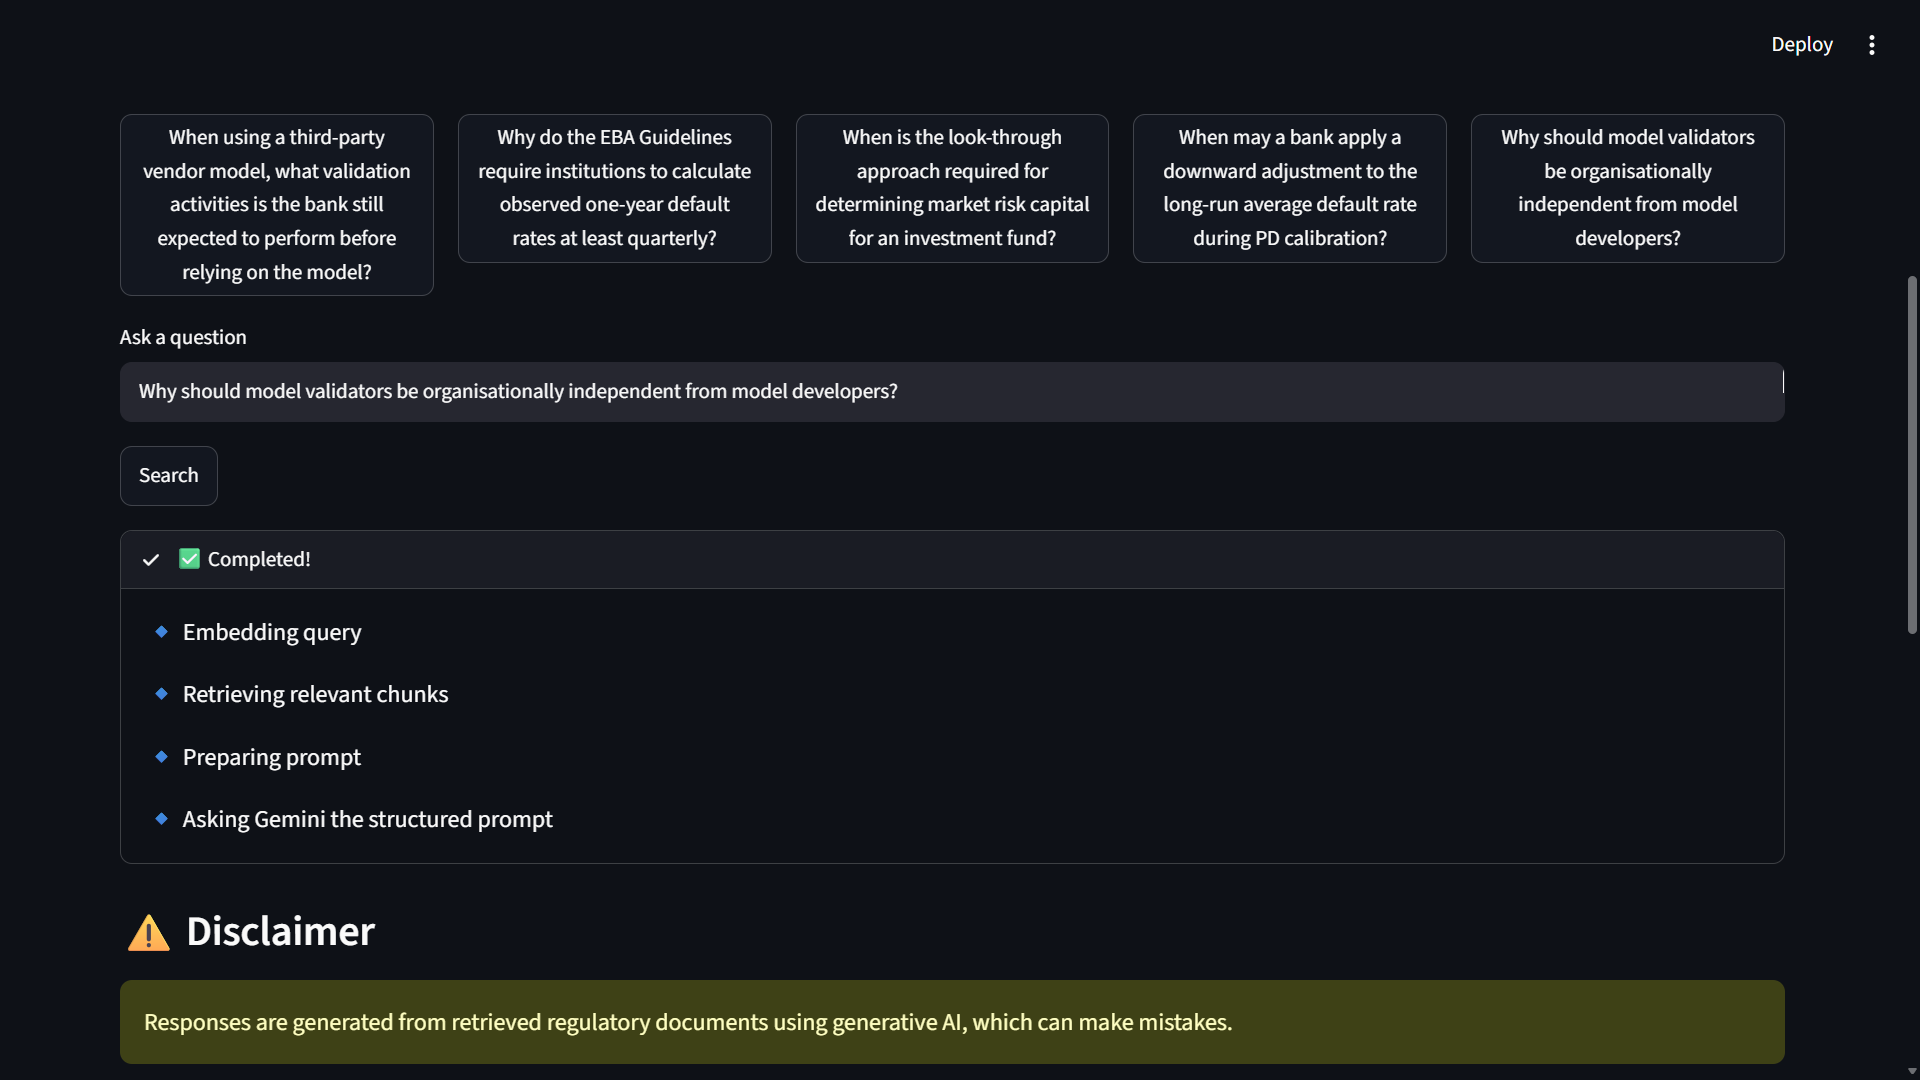 Deploy
When using a third-party
vendor model, what validation
activities is the bank still
expected to perform before
relying on the model?
Why do the EBA Guidelines
require institutions to calculate
observed one-year default
rates at least quarterly?
When is the look-through
approach required for
determining market risk capital
for an investment fund?
When may a bank apply a
downward adjustment to the
long-run average default rate
during PD calibration?
Why should model validators
be organisationally
independent from model
developers?
Ask a question
Why should model validators be organisationally independent from model developers?
Search
Completed!
Embedding query
Retrieving relevant chunks
Preparing prompt
Asking Gemini the structured prompt
Disclaimer
Responses are generated from retrieved regulatory documents using generative AI, which can make mistakes.